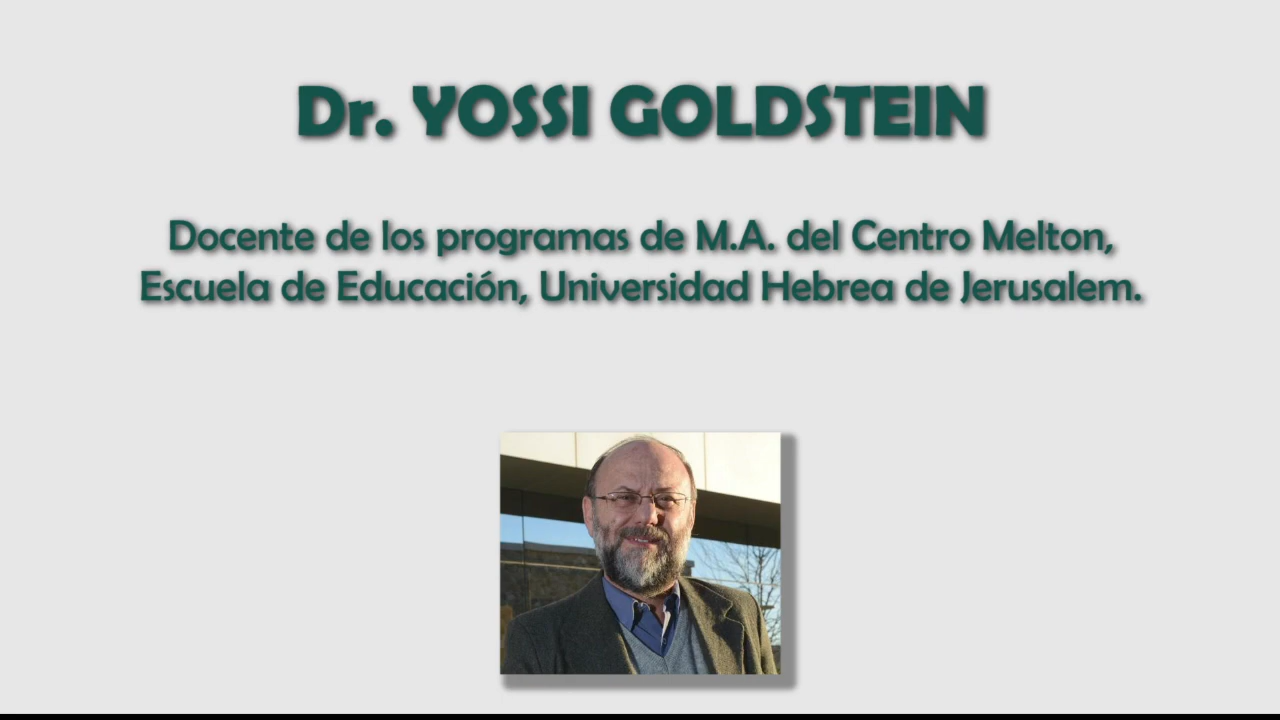 Dr. YOSSI GOLDSTEIN
Docente de los programas de M.A. del Centro Melton,
Escuela de Educación, Universidad Hebrea de Jerusalem.